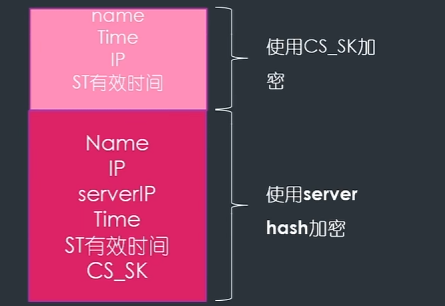 name
Time
IP
ST有效时间
使用CS_SK加
密
Name
IP
serverIP
Time
ST有效时间
CS_SK
使用server
hash加密